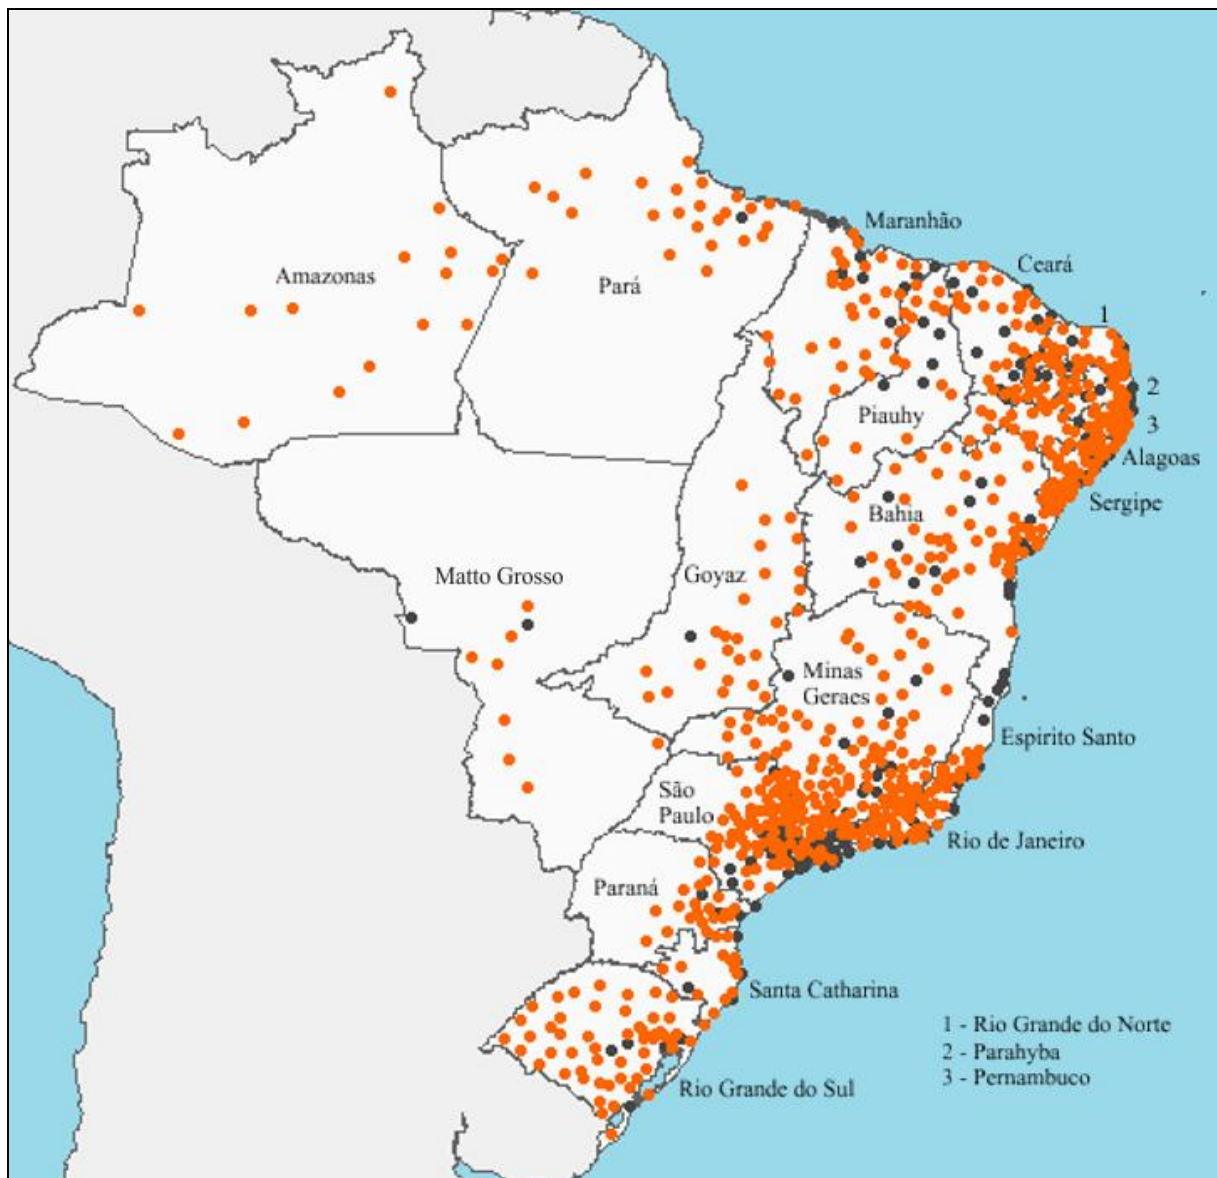 Maranhão
Ceará
Amazonas
Pará
1
2
Piauhy
3
Alagoas
Sergipe
Bahia
Matto Grosso
Goyaz
Minas
Geraes
Espirito Santo
São
Paulo
Rio de Janeiro
Paraná
Santa Catharina
1 - Rio Grande do Norte
2 - Parahyba
3 - Pernambuco
Rio Grande do Sul